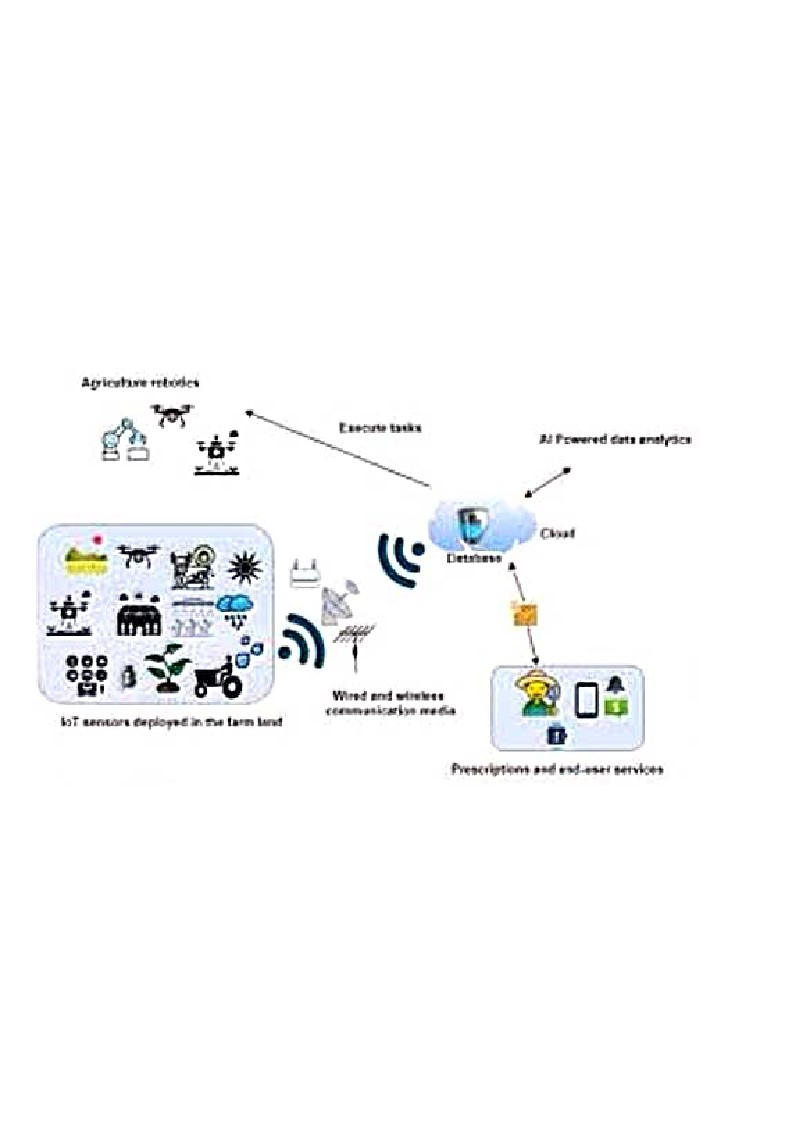 Agriculture robotics
Execute tasks
AI Powered data analytics
Cloud
Database
Wired and wireless
communication media
IoT sensors deployed in the farm land
Prescriptions and end-user services